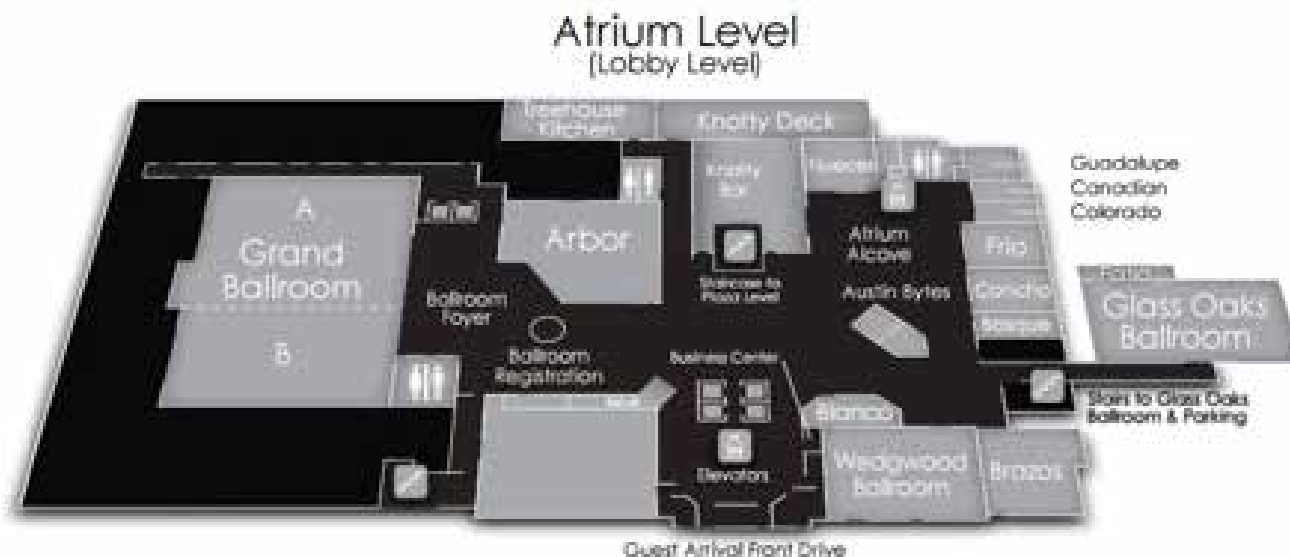 Atrium Level
(Lobby Level)
Treehouse
Kitchen
Knotty Deck
Knotty
Bar
Nueces
Guadalupe
Canadian
Colorado
A
Grand
Ballroom
B
Arbor
Ballroom
Foyer
Staircase to
Plaza Level
Atrium
Alcove
Austin Bytes
Frio
Concho
Bosque
Glass Oaks
Ballroom
Ballroom
Registration
Business Center
Elevators
Blanco
Stairs to Glass Oaks
Ballroom & Parking
Wedgwood
Ballroom
Brazos
Guest Arrival Front Drive